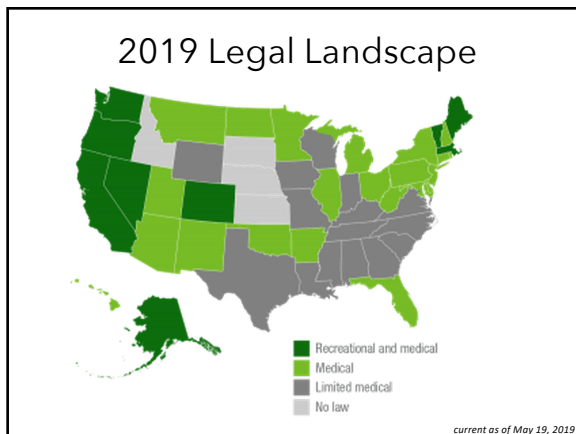 2019 Legal Landscape
Recreational and medical
Medical
Limited medical
No law
current as of May 19, 2019